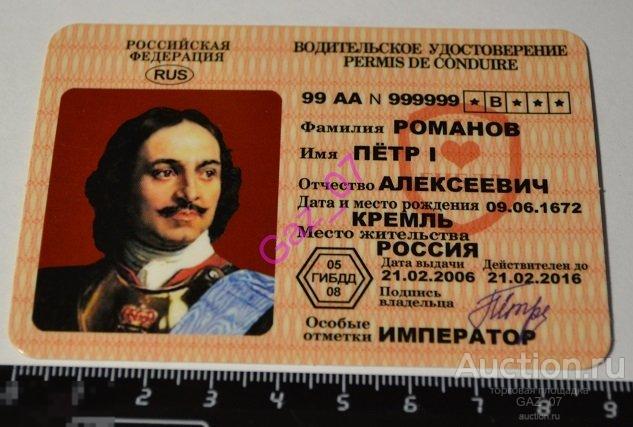 РОССИЙСКАЯ
ФЕДЕРАЦИЯ
RUS
ВОДИТЕЛЬСКОЕ УДОСТОВЕРЕНИЕ
PERMIS DE CONDUIRE
99 АА N 999999 ★ В ★ ★ ★
Фамилия РОМАНОВ
Имя ПЁТР I
Отчество АЛЕКСЕЕВИЧ
Дата и место рождения 09.06.1672
КРЕМЛЬ
Место жительства
РОССИЯ
05
ГИБДД
08
Дата выдачи Действителен до
21.02.2006 21.02.2016
Подпись
владельца
Петръ
Особые
отметки ИМПЕРАТОР
Gaz_07
Auction.ru
торговая площадка
GAZ_07
auction.ru
1 2 3 4 5 6 7 8 9